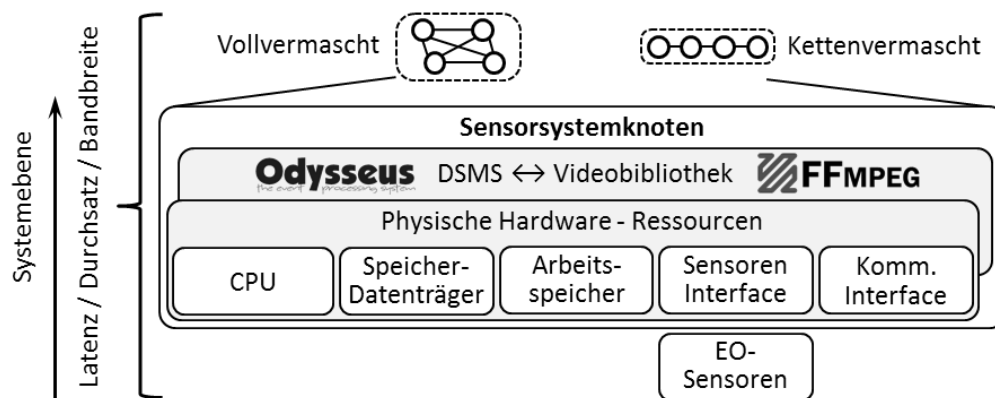 Vollvermascht
Kettenvermascht
Systemebene
Latenz / Durchsatz / Bandbreite
Sensorsystemknoten
Odysseus
the event processing system
DSMS ↔ Videobibliothek
FFMPEG
Physische Hardware - Ressourcen
CPU
Speicher-
Datenträger
Arbeits-
speicher
Sensoren
Interface
Komm.
Interface
EO-
Sensoren